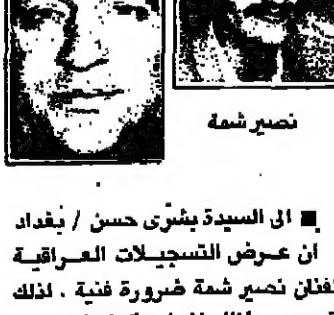 نصير شمة
■ الى السيدة بشرى حسن / بغداد
ان عرض التسجيلات العراقية
للفنان نصير شمة ضرورة فنية . لذلك